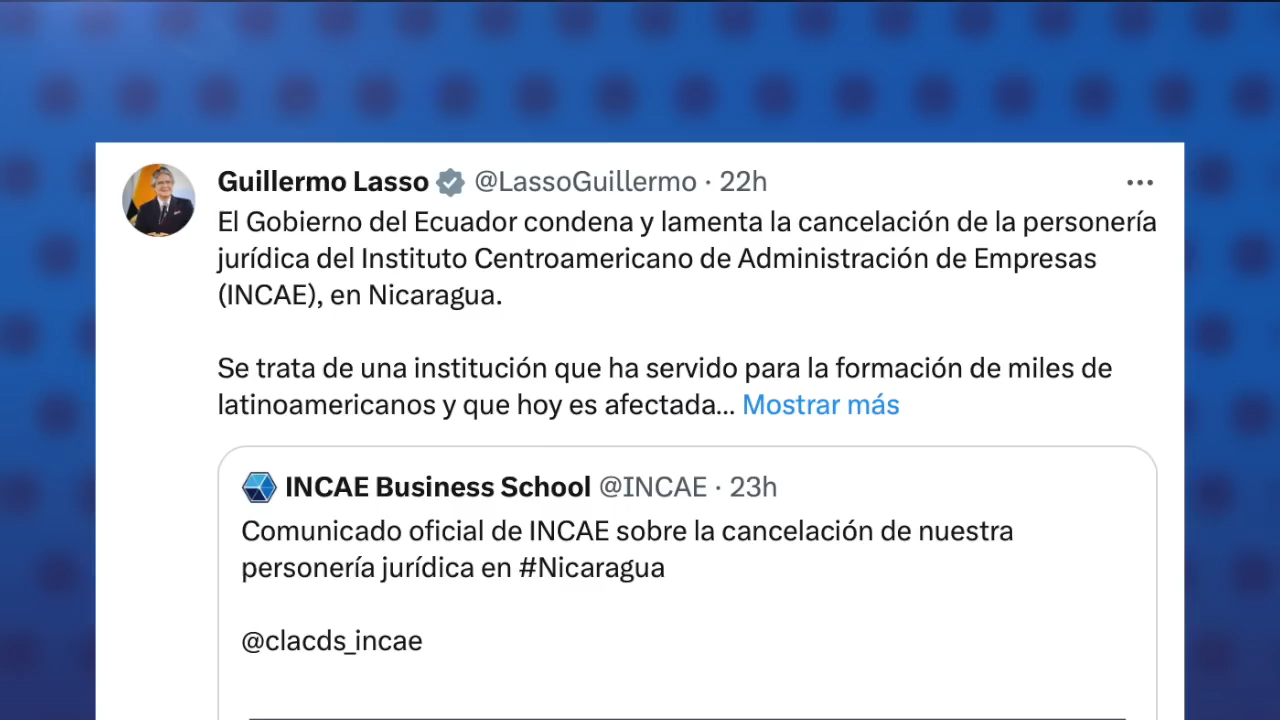 Guillermo Lasso @LassoGuillermo · 22h
El Gobierno del Ecuador condena y lamenta la cancelación de la personería
jurídica del Instituto Centroamericano de Administración de Empresas
(INCAE), en Nicaragua.
Se trata de una institución que ha servido para la formación de miles de
latinoamericanos y que hoy es afectada... Mostrar más
INCAE Business School @INCAE · 23h
Comunicado oficial de INCAE sobre la cancelación de nuestra
personería jurídica en #Nicaragua
@clacds_incae